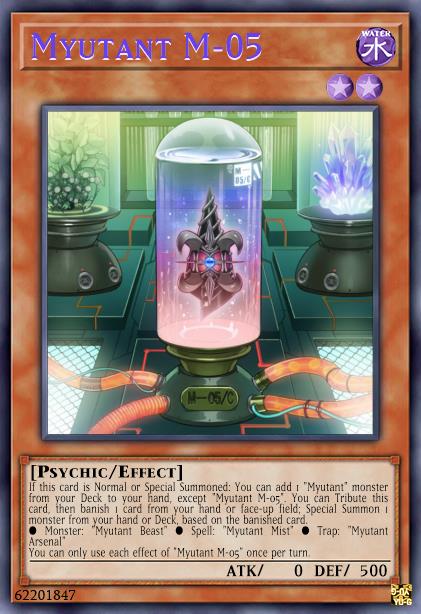 Myutant M-05
WATER
水
M-
05/C
M-05/C
[Psychic/Effect]
If this card is Normal or Special Summoned: You can add 1 "Myutant" monster
from your Deck to your hand, except "Myutant M-05". You can Tribute this
card, then banish 1 card from your hand or face-up field; Special Summon 1
monster from your hand or Deck, based on the banished card.
● Monster: "Myutant Beast" ● Spell: "Myutant Mist" ● Trap: "Myutant
Arsenal"
You can only use each effect of "Myutant M-05" once per turn.
ATK/ 0 DEF/ 500
62201847